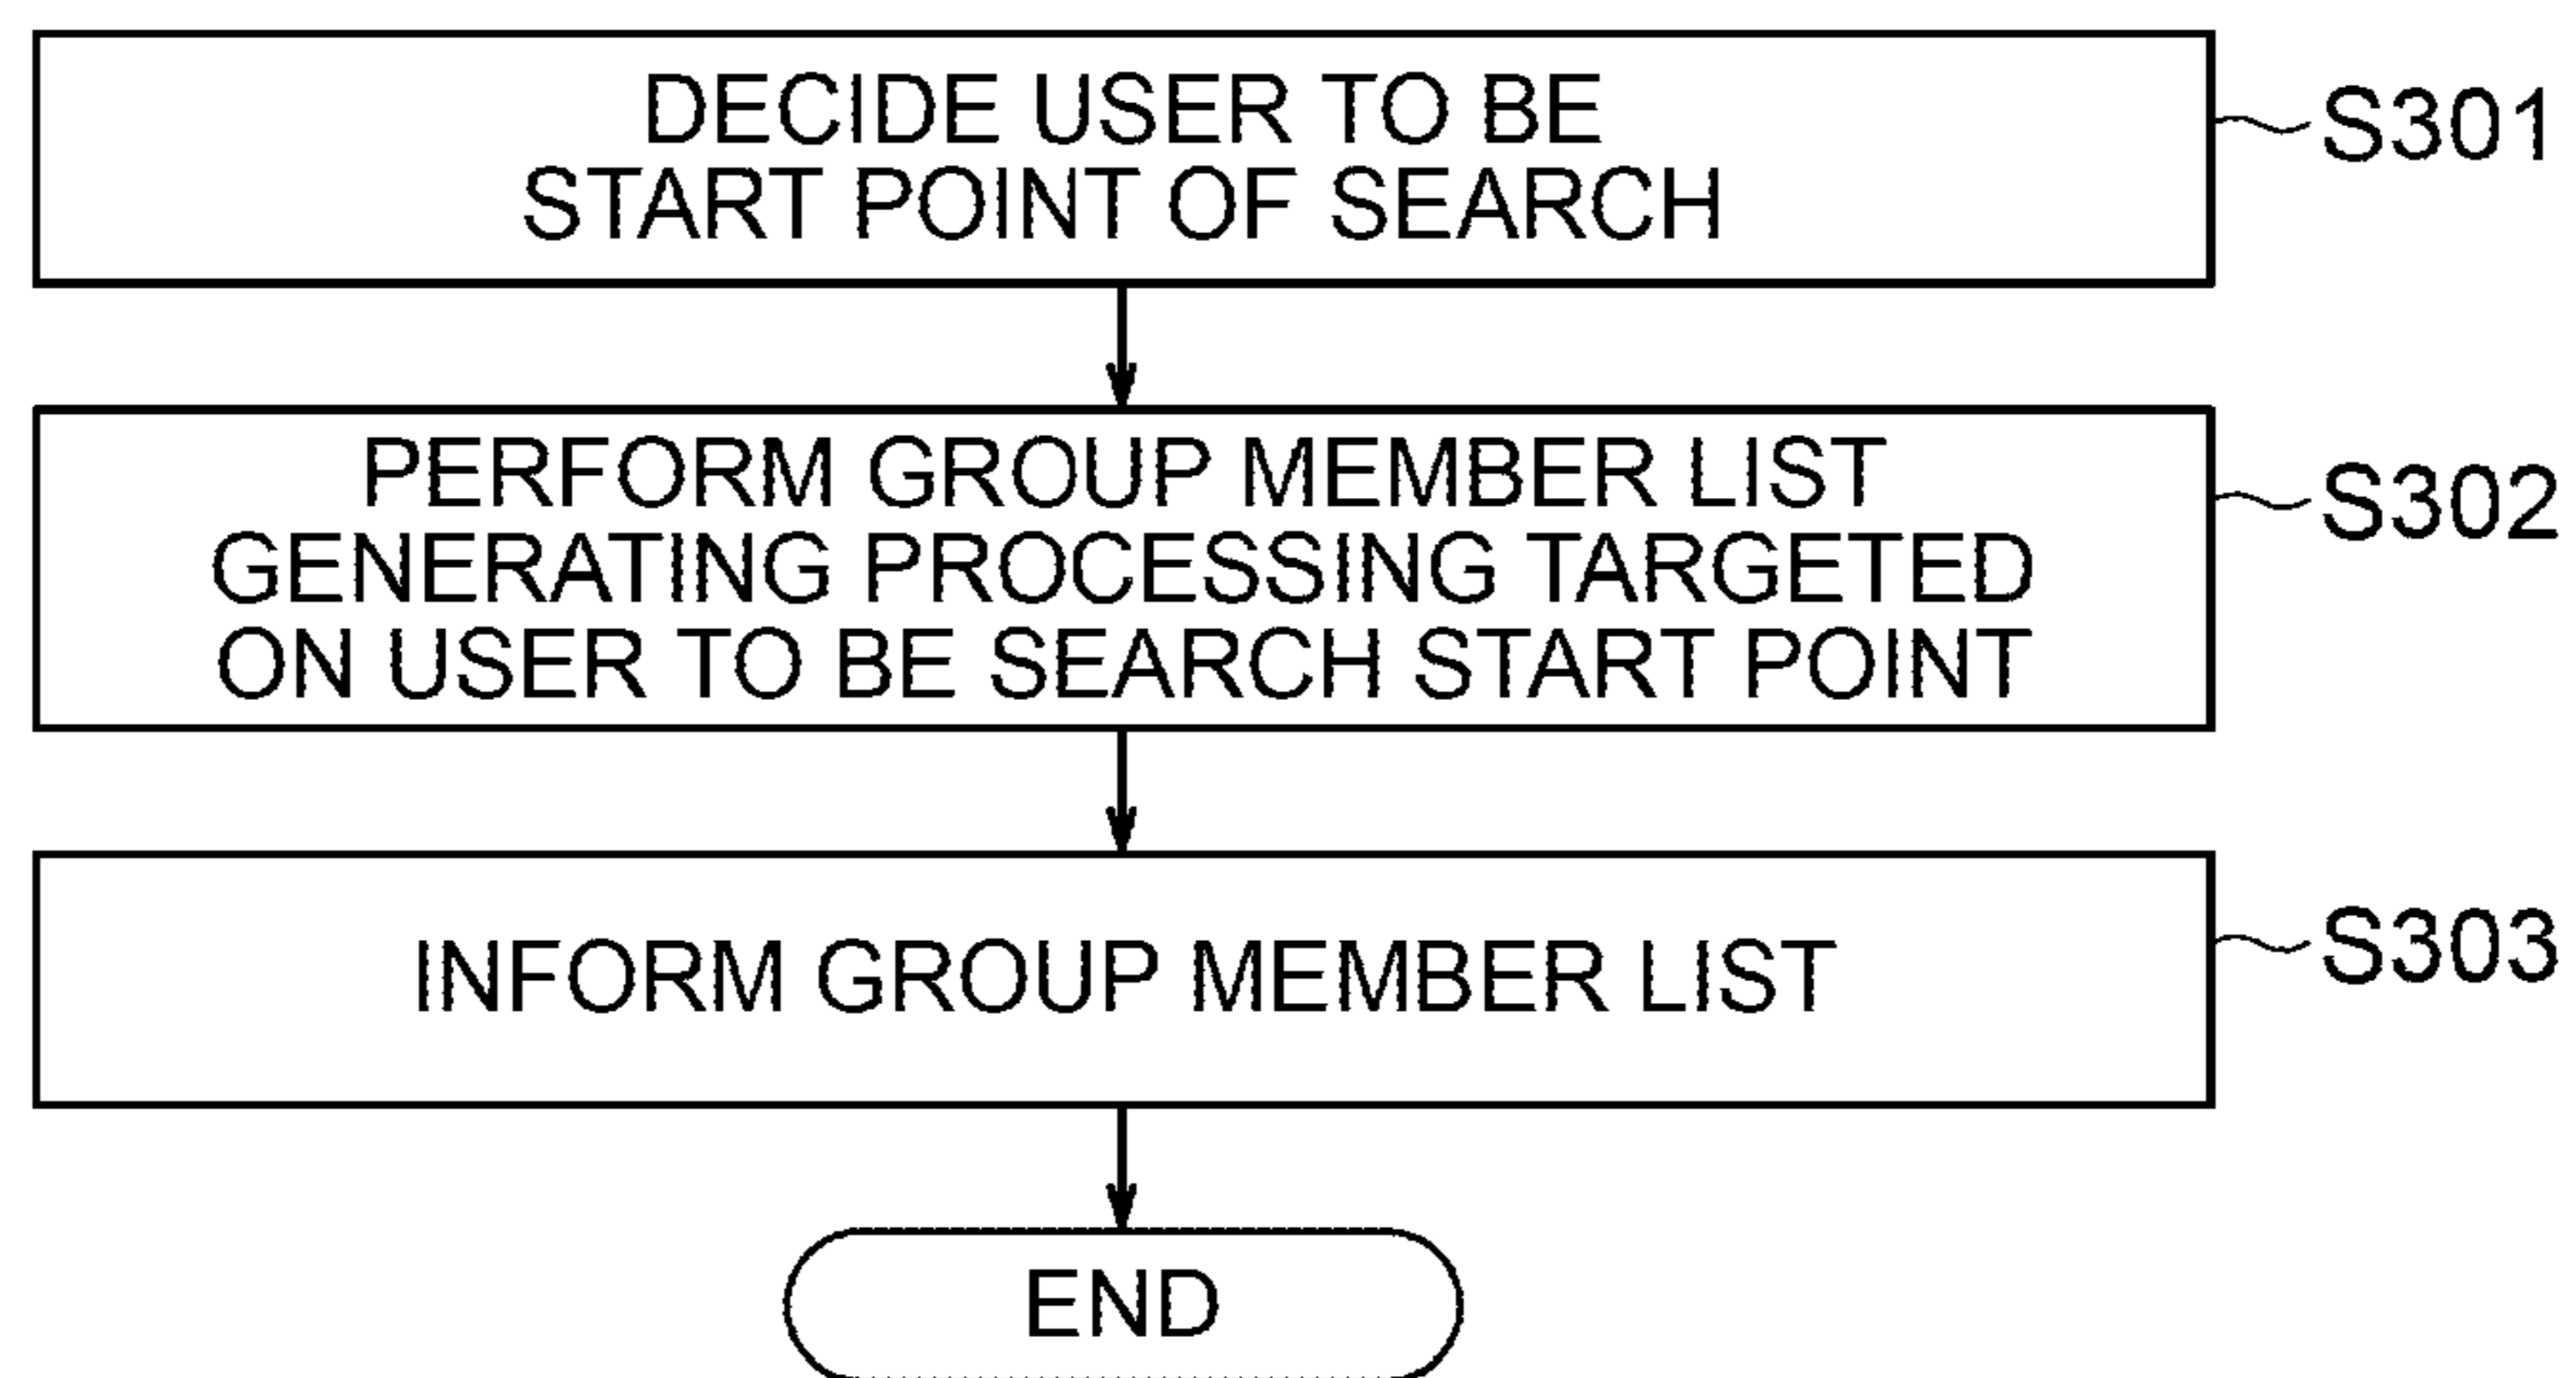 DECIDE USER TO BE
START POINT OF SEARCH
S301
PERFORM GROUP MEMBER LIST
GENERATING PROCESSING TARGETED
ON USER TO BE SEARCH START POINT
S302
INFORM GROUP MEMBER LIST
S303
END